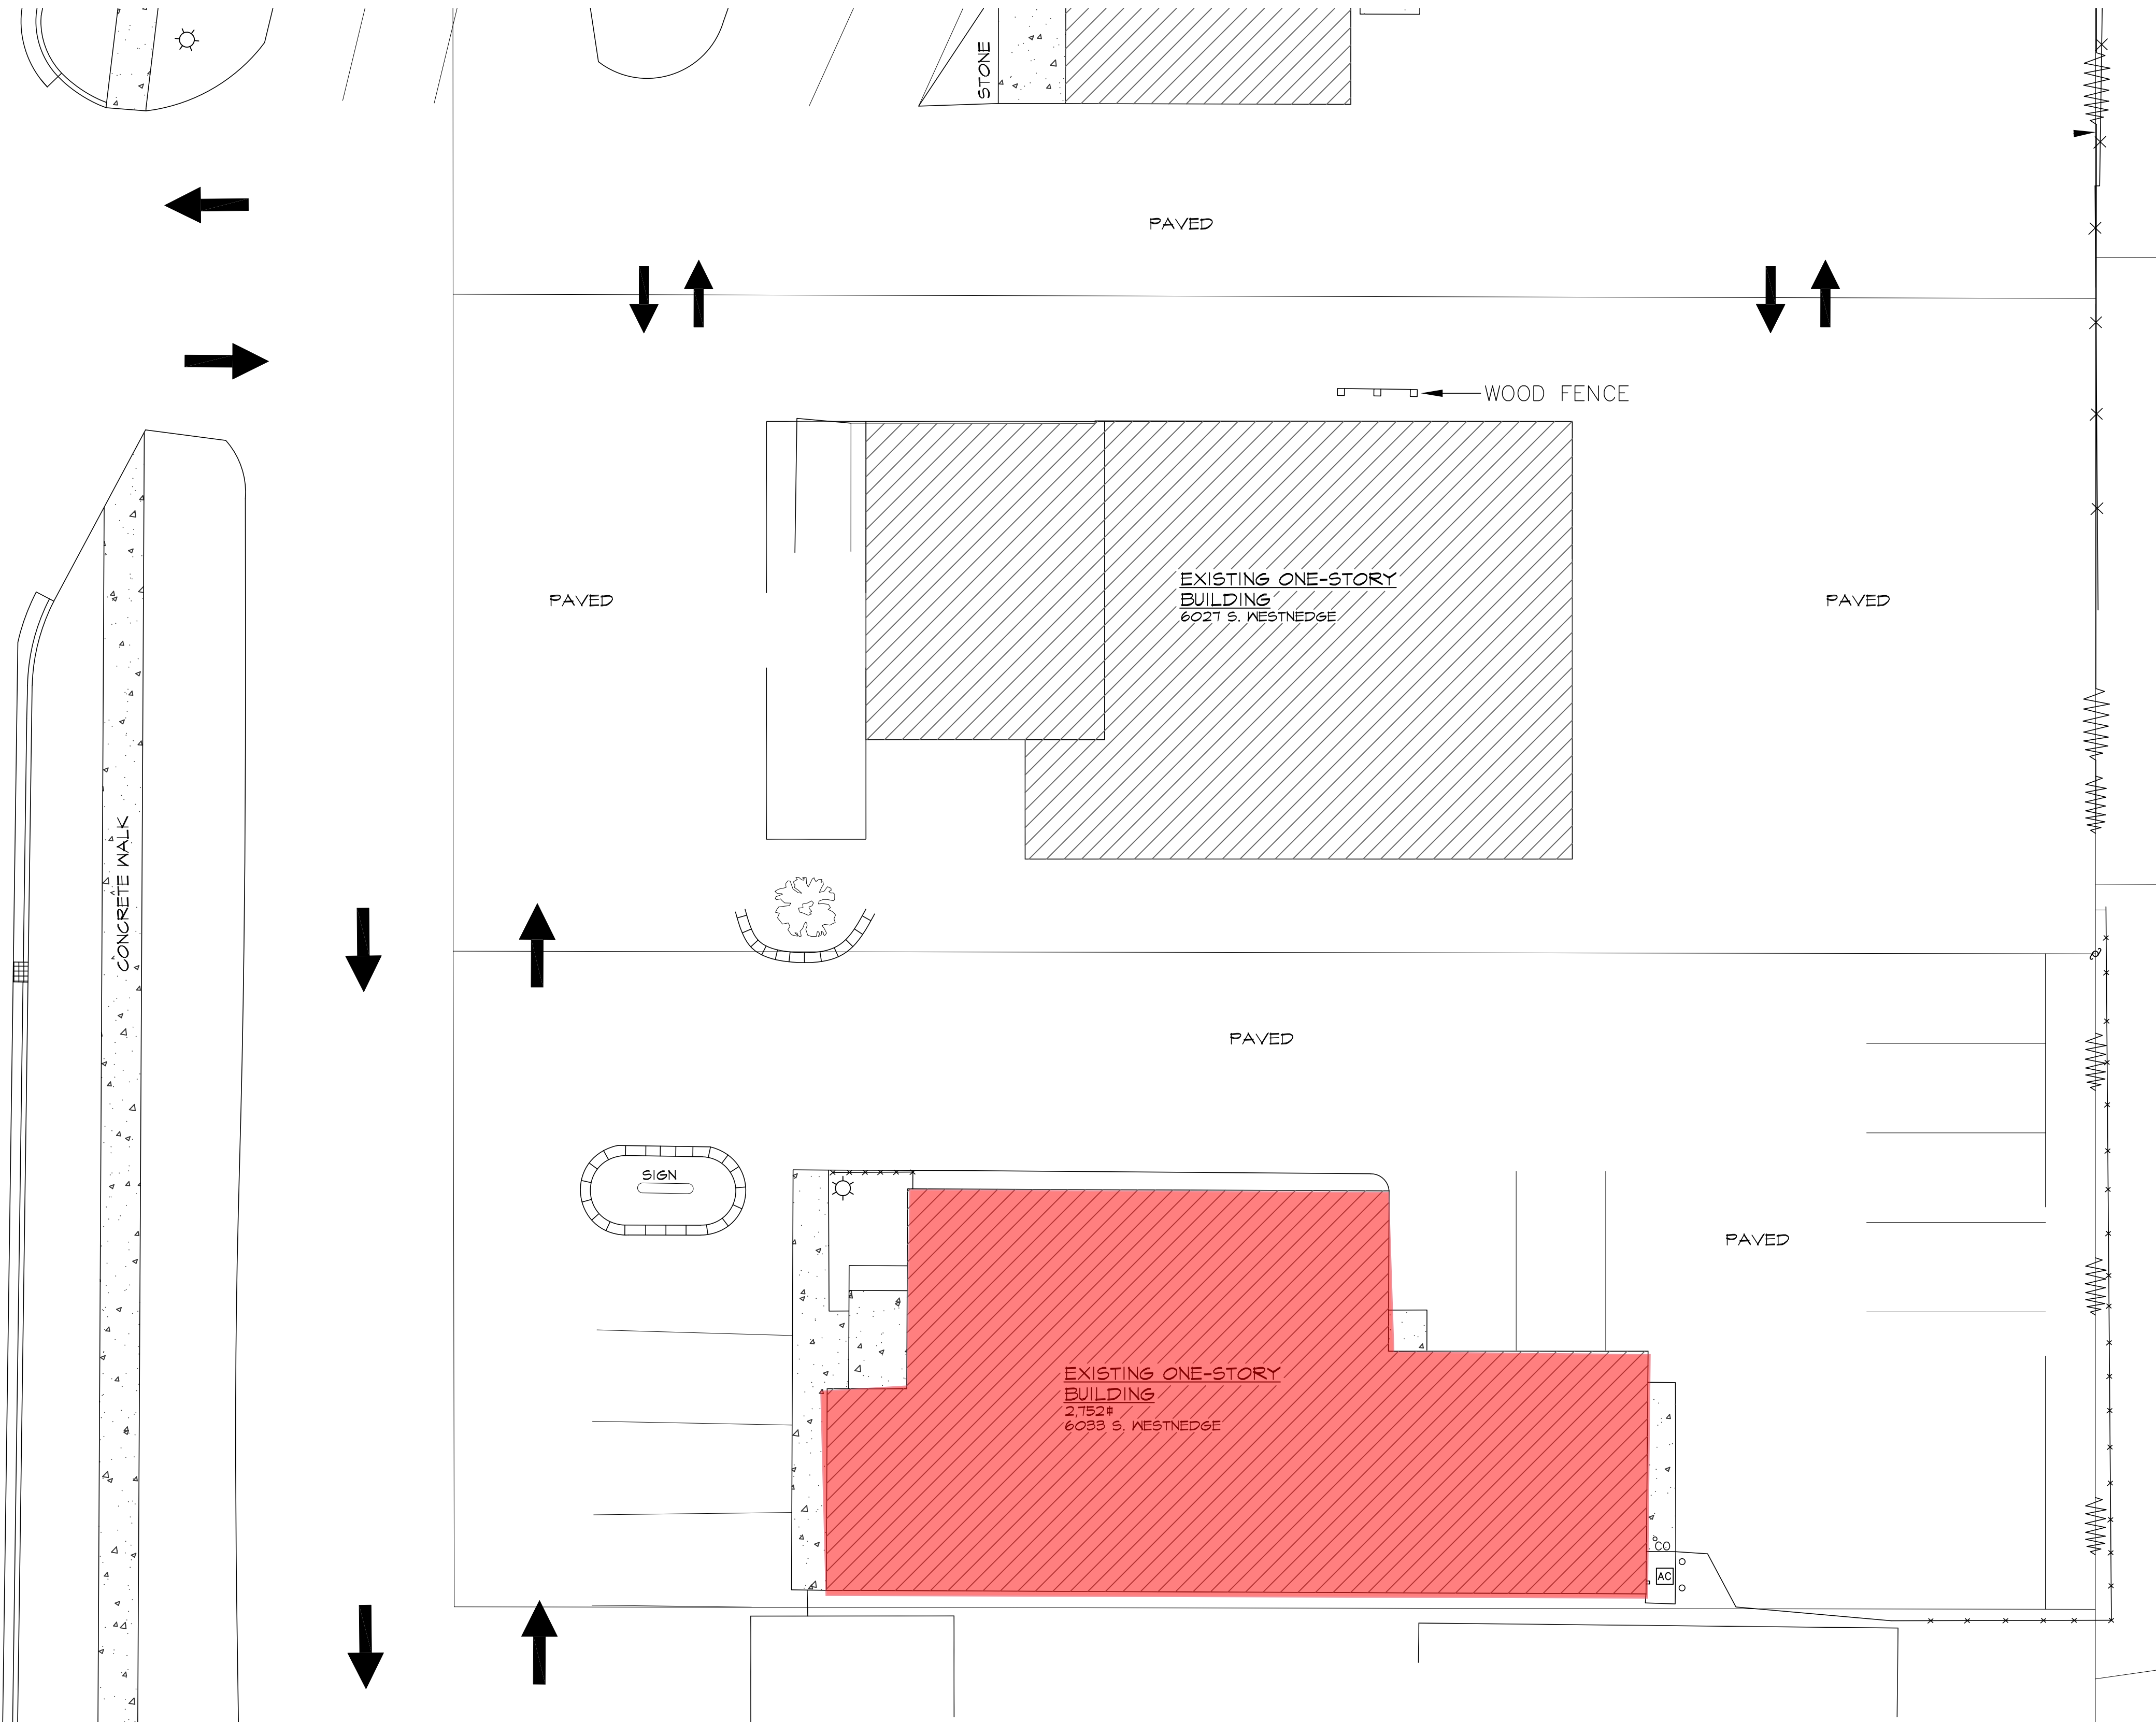 STONE
PAVED
WOOD FENCE
EXISTING ONE-STORY
BUILDING
6027 S. WESTNEDGE
PAVED
PAVED
CONCRETE WALK
PAVED
SIGN
PAVED
EXISTING ONE-STORY
BUILDING
2,752⌗
6033 S. WESTNEDGE
CO
AC